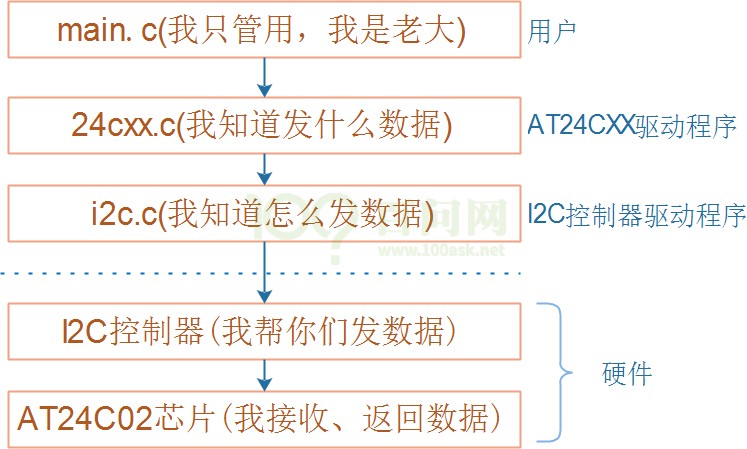 main. c(我只管用，我是老大)
用户
24cxx.c(我知道发什么数据)
AT24CXX驱动程序
i2c.c(我知道怎么发数据)
I2C控制器驱动程序
100?
百问网
www.100ask.net
I2C控制器(我帮你们发数据)
硬件
AT24C02芯片(我接收、返回数据)